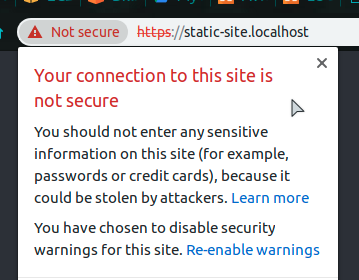 Not secure https://static-site.localhost
Your connection to this site is
not secure
You should not enter any sensitive
information on this site (for example,
passwords or credit cards), because it
could be stolen by attackers. Learn more
You have chosen to disable security
warnings for this site. Re-enable warnings